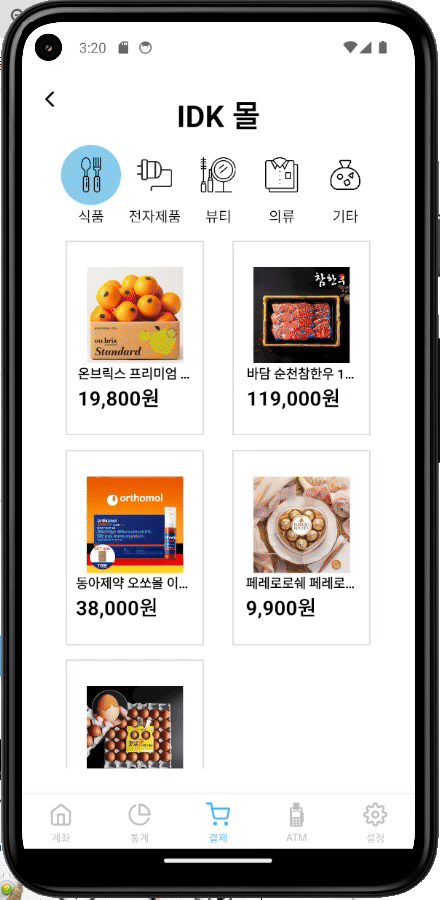 3:20
IDK 몰
식품
전자제품
뷰티
의류
기타
on brix
Standard
온브릭스 프리미엄 ...
19,800원
참한우
바담 순천참한우 1...
119,000원
orthomol
동아제약 오쏘몰 이...
38,000원
페레로로쉐 페레로...
9,900원
계좌
통계
결제
ATM
설정